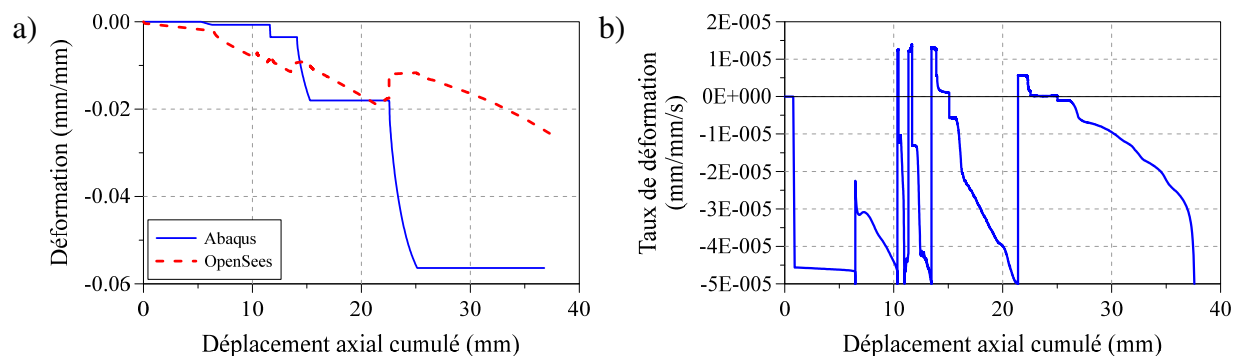 a)
0.00
-0.02
-0.04
-0.06
Déformation (mm/mm)
Abaqus
OpenSees
0
10
20
30
40
Déplacement axial cumulé (mm)
b)
2E-005
1E-005
0E+000
-1E-005
-2E-005
-3E-005
-4E-005
-5E-005
Taux de déformation
(mm/mm/s)
0
10
20
30
40
Déplacement axial cumulé (mm)